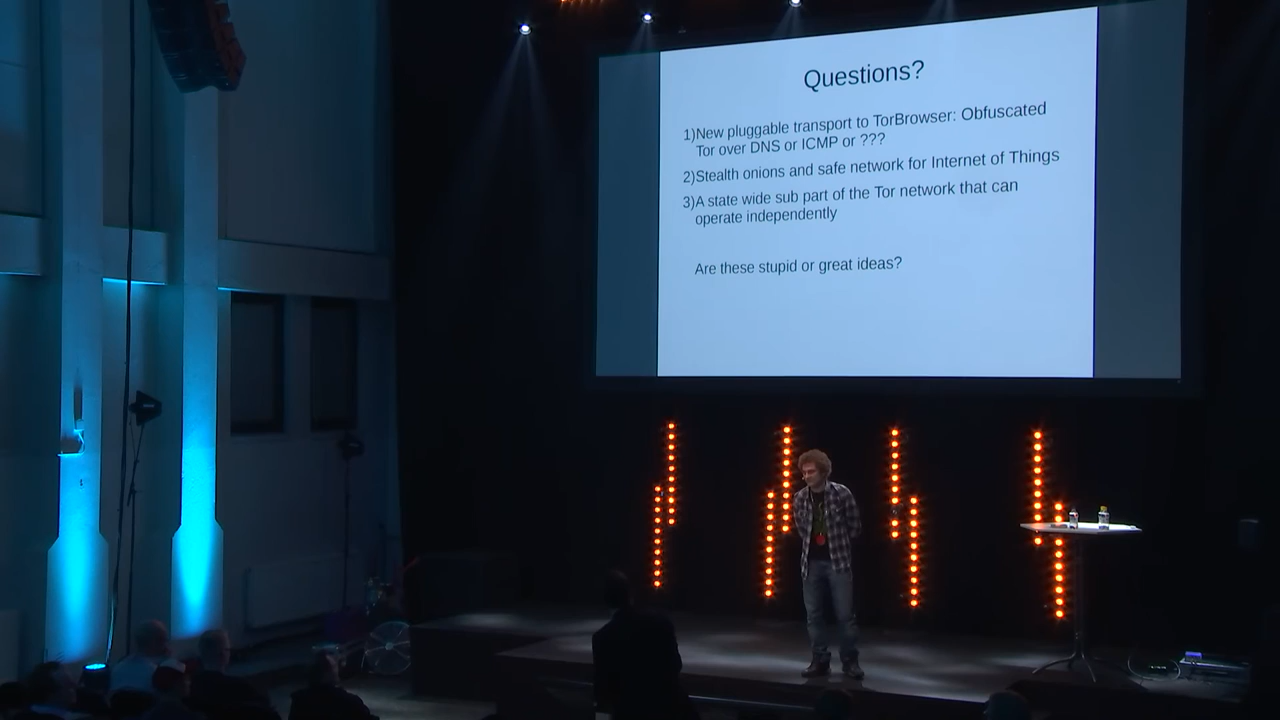 Questions?
1)New pluggable transport to TorBrowser: Obfuscated
Tor over DNS or ICMP or ???
2)Stealth onions and safe network for Internet of Things
3)A state wide sub part of the Tor network that can
operate independently
Are these stupid or great ideas?